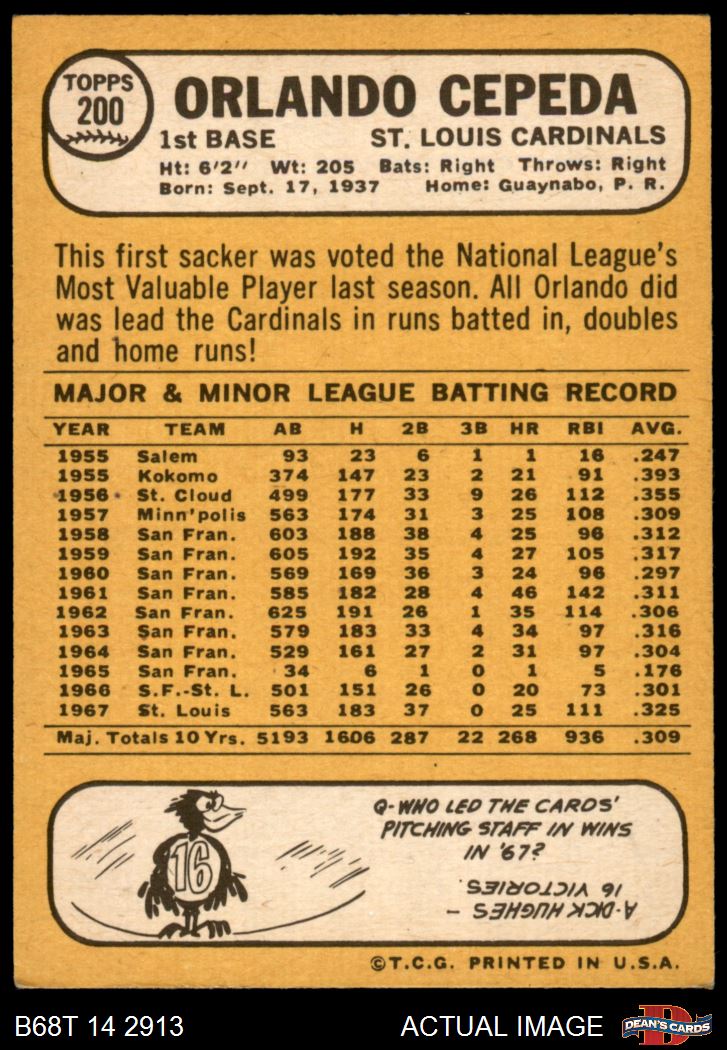 TOPPS
200
ORLANDO CEPEDA
1st BASE ST. LOUIS CARDINALS
Ht: 6'2" Wt: 205 Bats: Right Throws: Right
Born: Sept. 17, 1937 Home: Guaynabo, P. R.
This first sacker was voted the National League's
Most Valuable Player last season. All Orlando did
was lead the Cardinals in runs batted in, doubles
and home runs!
MAJOR & MINOR LEAGUE BATTING RECORD
YEAR TEAM AB H 2B 3B HR RBI AVG.
1955 Salem 93 23 6 1 1 16 .247
1955 Kokomo 374 147 23 2 21 91 .393
1956 St. Cloud 499 177 33 9 26 112 .355
1957 Minn'polis 563 174 31 3 25 108 .309
1958 San Fran. 603 188 38 4 25 96 .312
1959 San Fran. 605 192 35 4 27 105 .317
1960 San Fran. 569 169 36 3 24 96 .297
1961 San Fran. 585 182 28 4 46 142 .311
1962 San Fran. 625 191 26 1 35 114 .306
1963 San Fran. 579 183 33 4 34 97 .316
1964 San Fran. 529 161 27 2 31 97 .304
1965 San Fran. 34 6 1 0 1 5 .176
1966 S.F.-St. L. 501 151 26 0 20 73 .301
1967 St. Louis 563 183 37 0 25 111 .325
Maj. Totals 10 Yrs. 5193 1606 287 22 268 936 .309
16
Q-WHO LED THE CARDS'
PITCHING STAFF IN WINS
IN '67?
A-DICK HUGHES –
16 VICTORIES.
©T.C.G. PRINTED IN U.S.A.
B68T 14 2913 ACTUAL IMAGE
D
DEAN'S CARDS